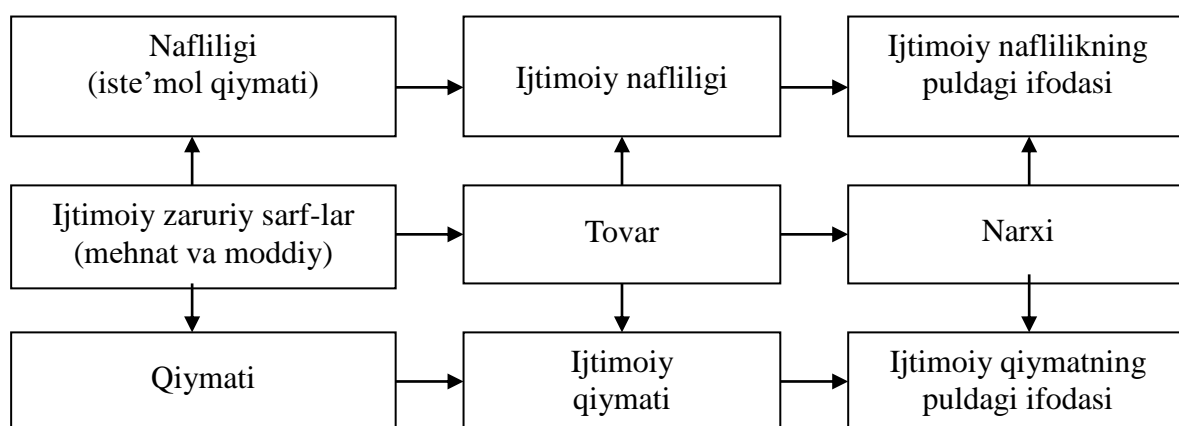 Nafliligi
(iste’mol qiymati)
Ijtimoiy nafliligi
Ijtimoiy naflilikning
puldagi ifodasi
Ijtimoiy zaruriy sarf-lar
(mehnat va moddiy)
Tovar
Narxi
Qiymati
Ijtimoiy
qiymati
Ijtimoiy qiymatning
puldagi ifodasi